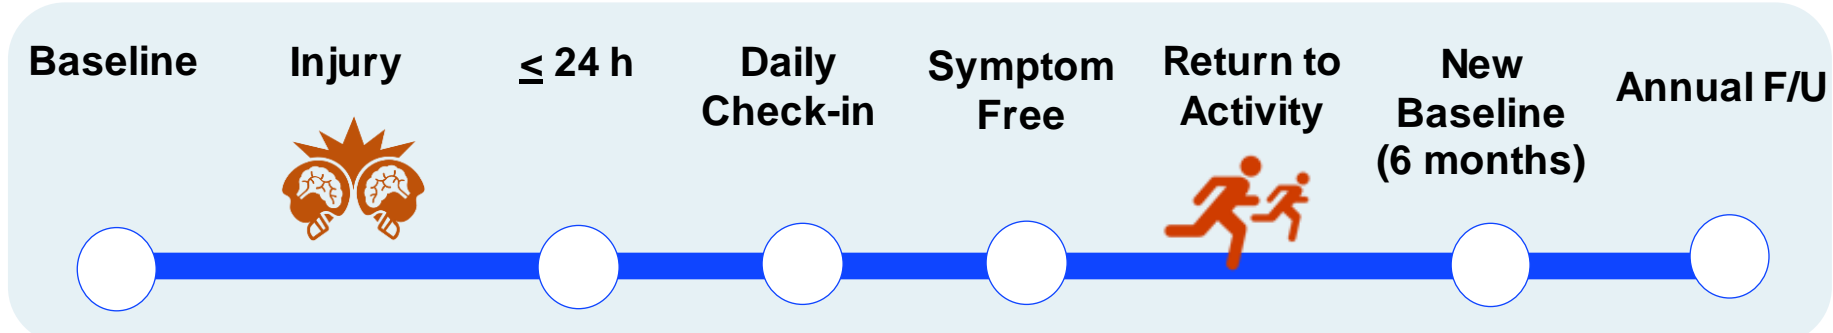 Baseline
Injury
≤ 24 h
Daily
Check-in
Symptom
Free
Return to
Activity
New
Baseline
(6 months)
Annual F/U